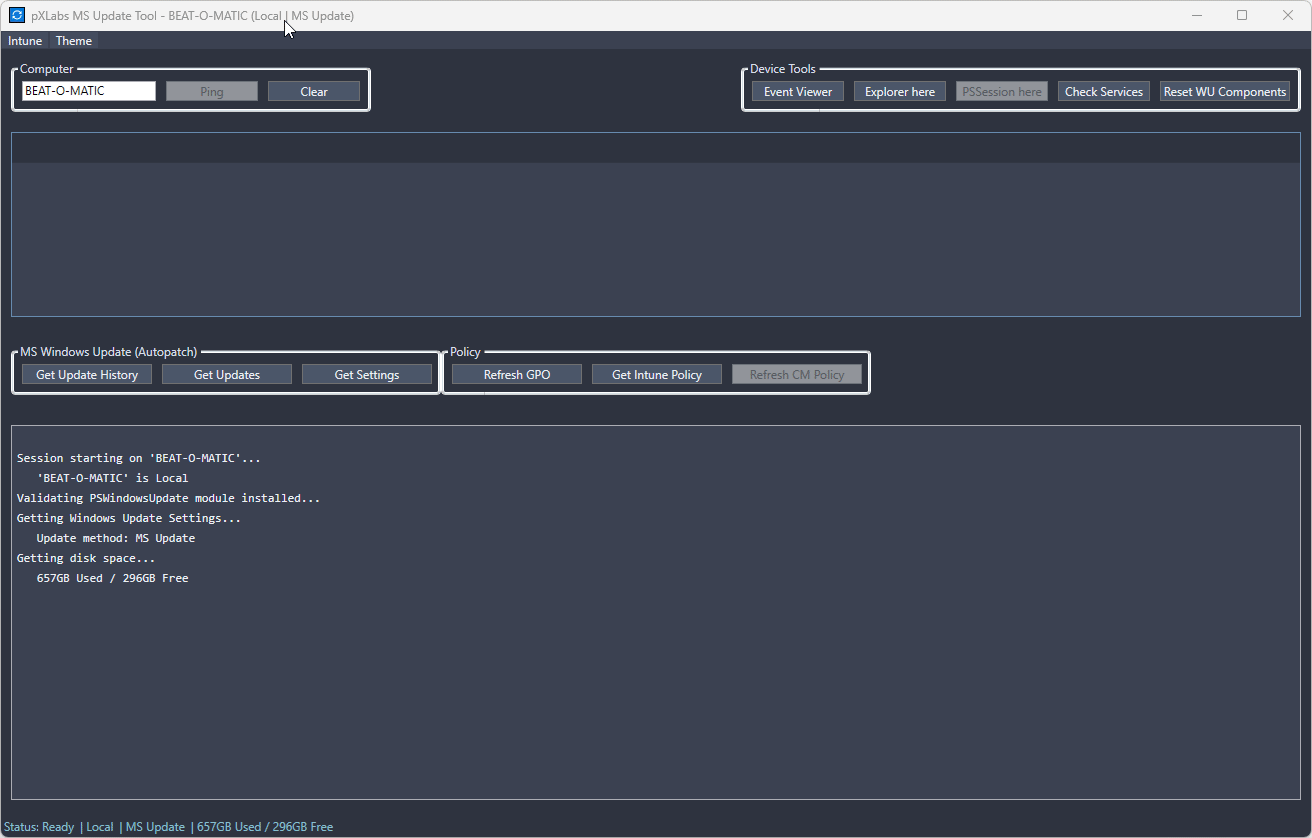 pXLabs MS Update Tool - BEAT-O-MATIC (Local | MS Update)
Intune Theme
Computer
BEAT-O-MATIC Ping Clear
Device Tools
Event Viewer Explorer here PSSession here Check Services Reset WU Components
MS Windows Update (Autopatch)
Get Update History Get Updates Get Settings
Policy
Refresh GPO Get Intune Policy Refresh CM Policy
Session starting on 'BEAT-O-MATIC'...
'BEAT-O-MATIC' is Local
Validating PSWindowsUpdate module installed...
Getting Windows Update Settings...
Update method: MS Update
Getting disk space...
657GB Used / 296GB Free
Status: Ready | Local | MS Update | 657GB Used / 296GB Free